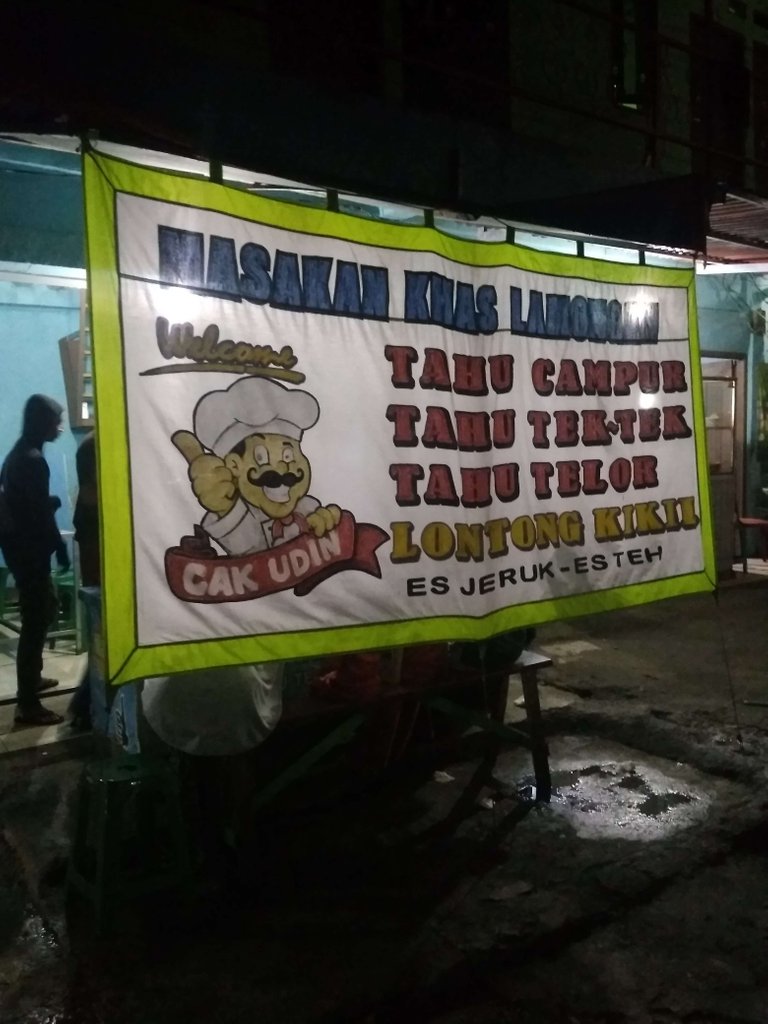 MASAKAN KHAS LAMONGAN
Welcome
TAHU CAMPUR
TAHU TEK-TEK
TAHU TELOR
LONTONG KIKIL
ES JERUK-ES TEH
CAK UDIN